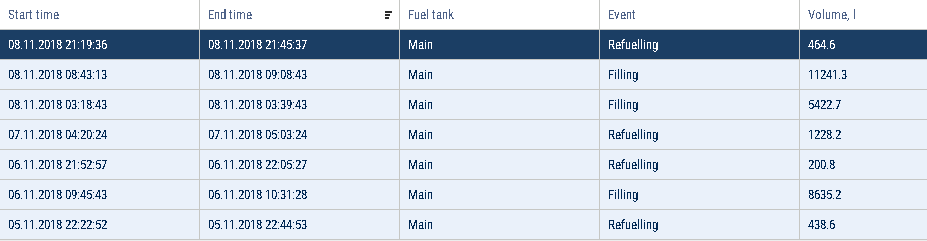 Start time End time Fuel tank Event Volume, l
08.11.2018 21:19:36 08.11.2018 21:45:37 Main Refuelling 464.6
08.11.2018 08:43:13 08.11.2018 09:08:43 Main Filling 11241.3
08.11.2018 03:18:43 08.11.2018 03:39:43 Main Filling 5422.7
07.11.2018 04:20:24 07.11.2018 05:03:24 Main Refuelling 1228.2
06.11.2018 21:52:57 06.11.2018 22:05:27 Main Refuelling 200.8
06.11.2018 09:45:43 06.11.2018 10:31:28 Main Filling 8635.2
05.11.2018 22:22:52 05.11.2018 22:44:53 Main Refuelling 438.6